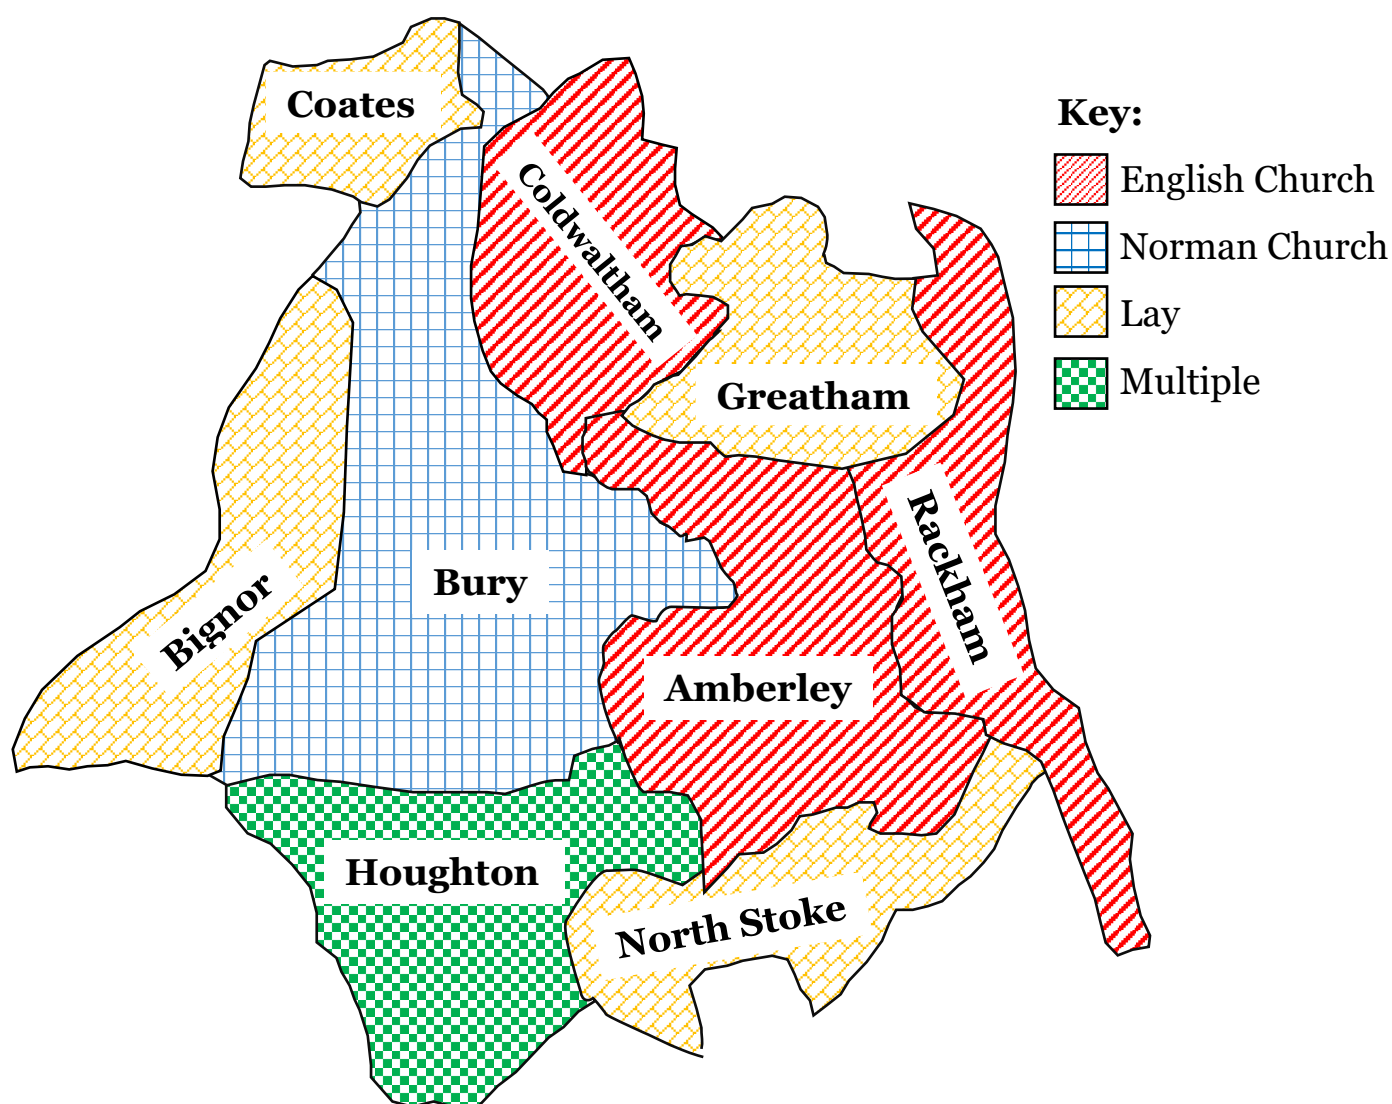 Coates
Key:
English Church
Coldwaltham
Norman Church
Lay
Multiple
Greatham
Rackham
Bury
Bignor
Amberley
Houghton
North Stoke